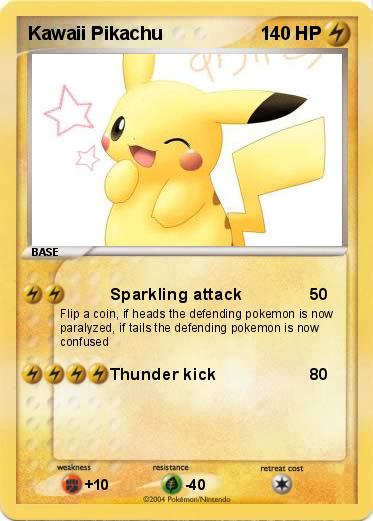 Kawaii Pikachu 140 HP
BASE
Sparkling attack 50
Flip a coin, if heads the defending pokemon is now
paralyzed, if tails the defending pokemon is now
confused
Thunder kick 80
weakness resistance retreat cost
+10 -40
©2004 Pokémon/Nintendo